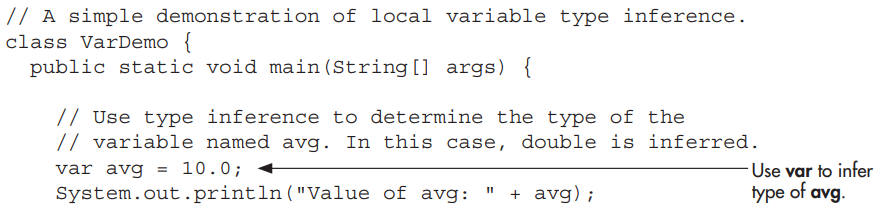 // A simple demonstration of local variable type inference.
class VarDemo {
public static void main(String[] args) {
// Use type inference to determine the type of the
// variable named avg. In this case, double is inferred.
var avg = 10.0;
Use var to infer
type of avg.
System.out.println("Value of avg: " + avg);